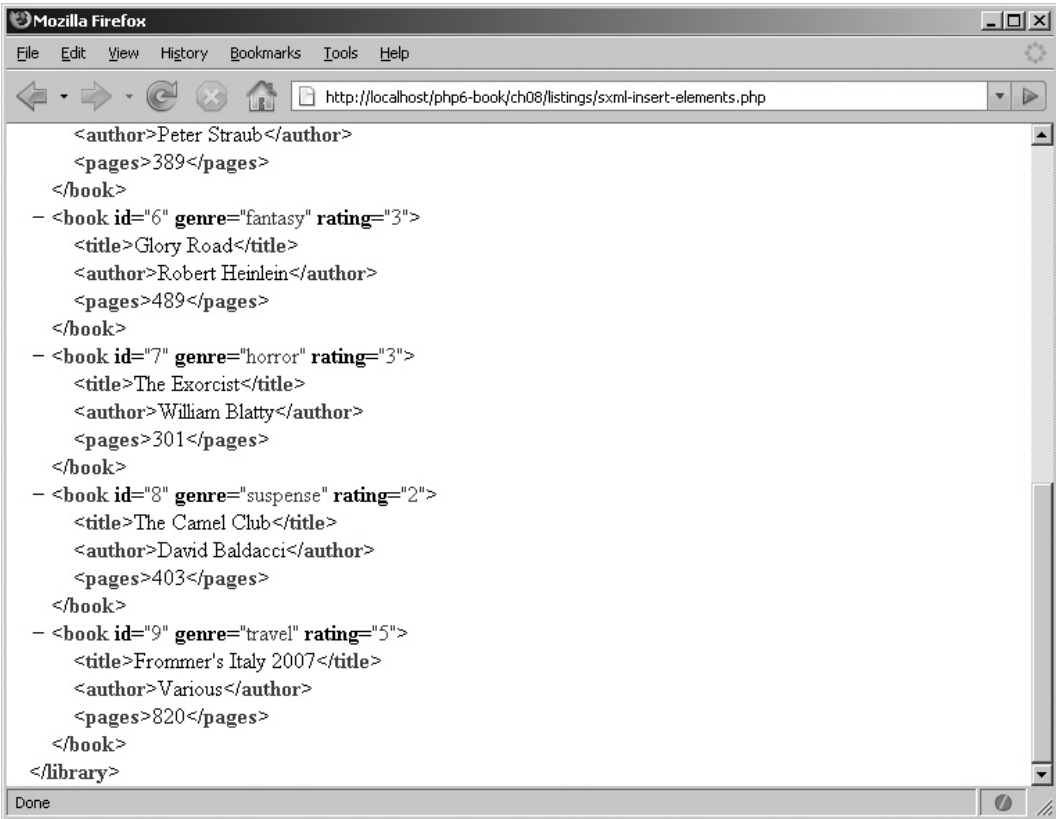 Mozilla Firefox
File Edit View History Bookmarks Tools Help
http://localhost/php6-book/ch08/listings/sxml-insert-elements.php
<author>Peter Straub</author>
<pages>389</pages>
</book>
− <book id="6" genre="fantasy" rating="3">
<title>Glory Road</title>
<author>Robert Heinlein</author>
<pages>489</pages>
</book>
− <book id="7" genre="horror" rating="3">
<title>The Exorcist</title>
<author>William Blatty</author>
<pages>301</pages>
</book>
− <book id="8" genre="suspense" rating="2">
<title>The Camel Club</title>
<author>David Baldacci</author>
<pages>403</pages>
</book>
− <book id="9" genre="travel" rating="5">
<title>Frommer's Italy 2007</title>
<author>Various</author>
<pages>820</pages>
</book>
</library>
Done